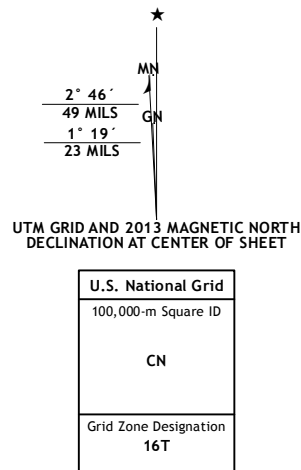 ★
MN
GN
2° 46´
49 MILS
1° 19´
23 MILS
UTM GRID AND 2013 MAGNETIC NORTH
DECLINATION AT CENTER OF SHEET
U.S. National Grid
100,000-m Square ID
CN
Grid Zone Designation
16T